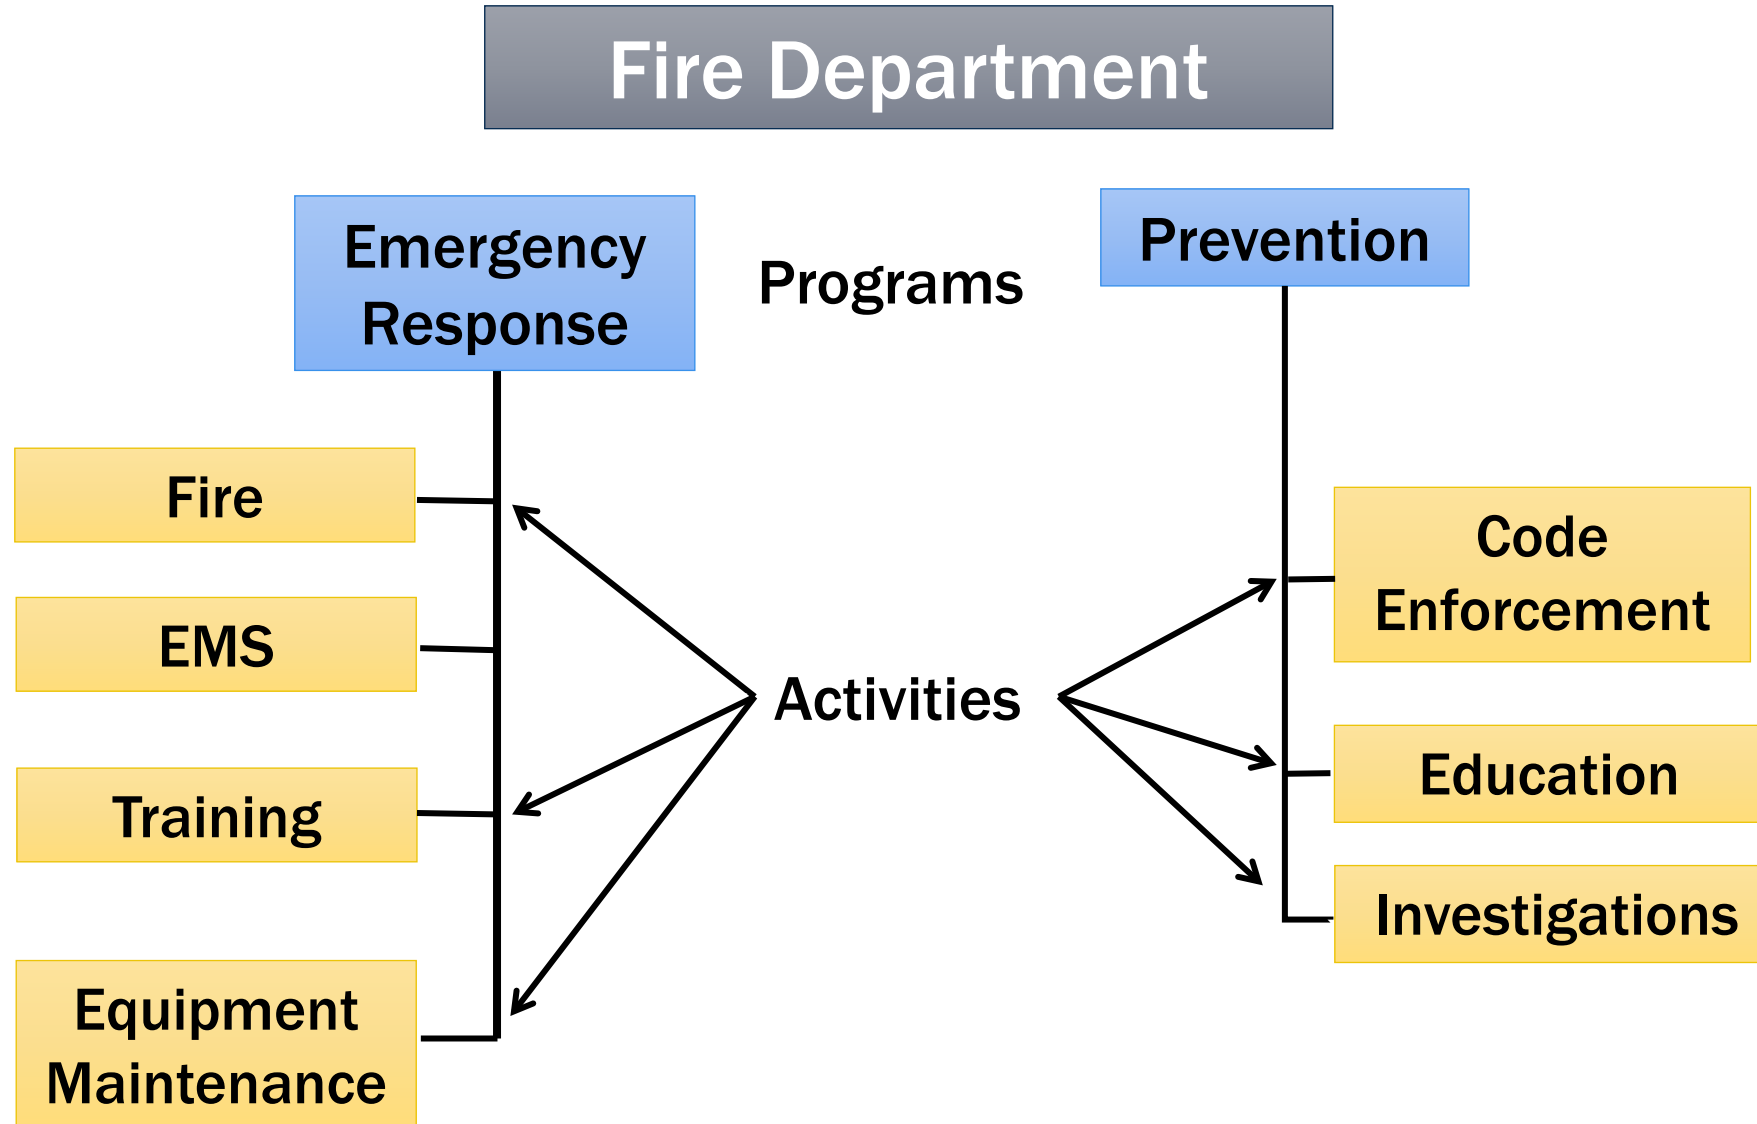 Fire Department
Emergency
Response
Programs
Prevention
Fire
EMS
Training
Equipment
Maintenance
Activities
Code
Enforcement
Education
Investigations